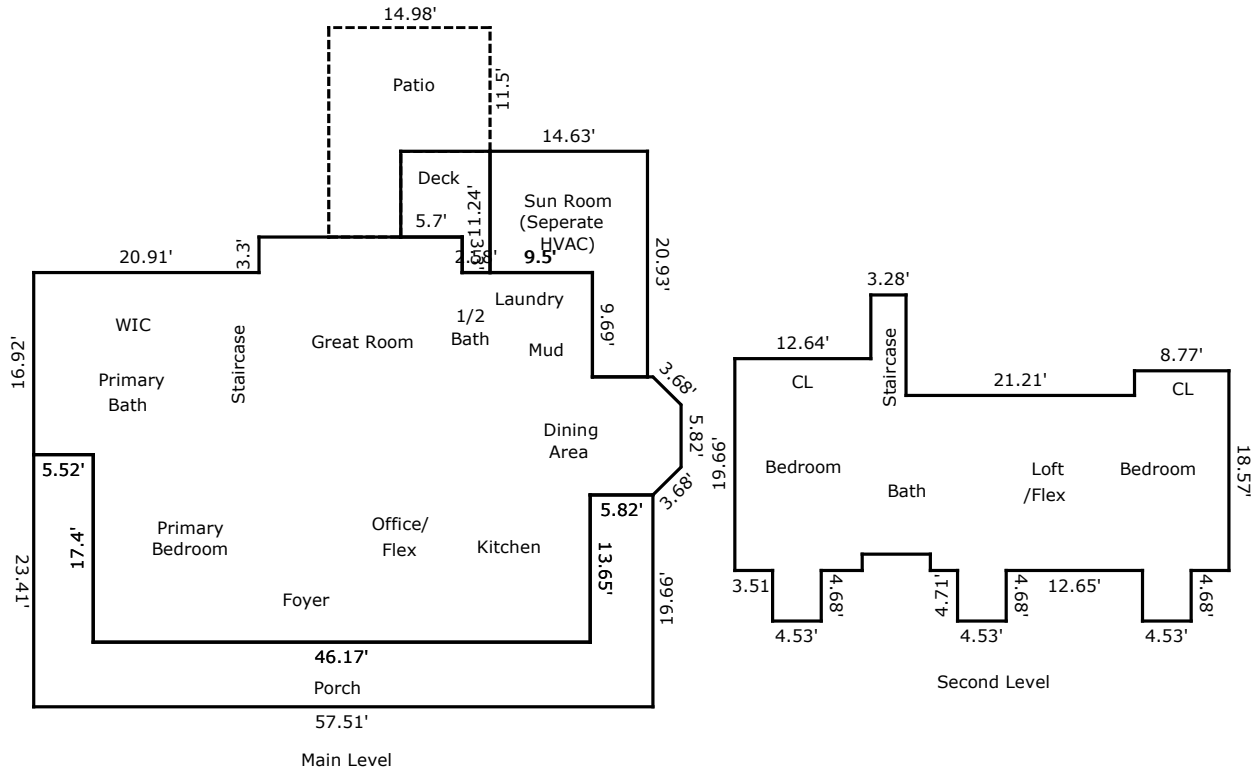 14.98'
Patio
11.5'
14.63'
Deck
11.24'
Sun Room
(Seperate
HVAC)
5.7'
3.3'
20.91'
3.3'
2.58'
9.5'
20.93'
Laundry
WIC
1/2
Bath
Great Room
Mud
9.69'
Staircase
16.92'
Primary
Bath
3.68'
5.82'
Dining
Area
3.68'
5.52'
5.82'
17.4'
Primary
Bedroom
Office/
Flex
Kitchen
13.65'
23.41'
19.66'
Foyer
46.17'
Porch
57.51'
Main Level
3.28'
12.64'
Staircase
8.77'
CL
21.21'
CL
19.66'
Bedroom
Bath
Loft
/Flex
Bedroom
18.57'
3.51
4.68'
4.71'
4.68'
12.65'
4.68'
4.53'
4.53'
4.53'
Second Level